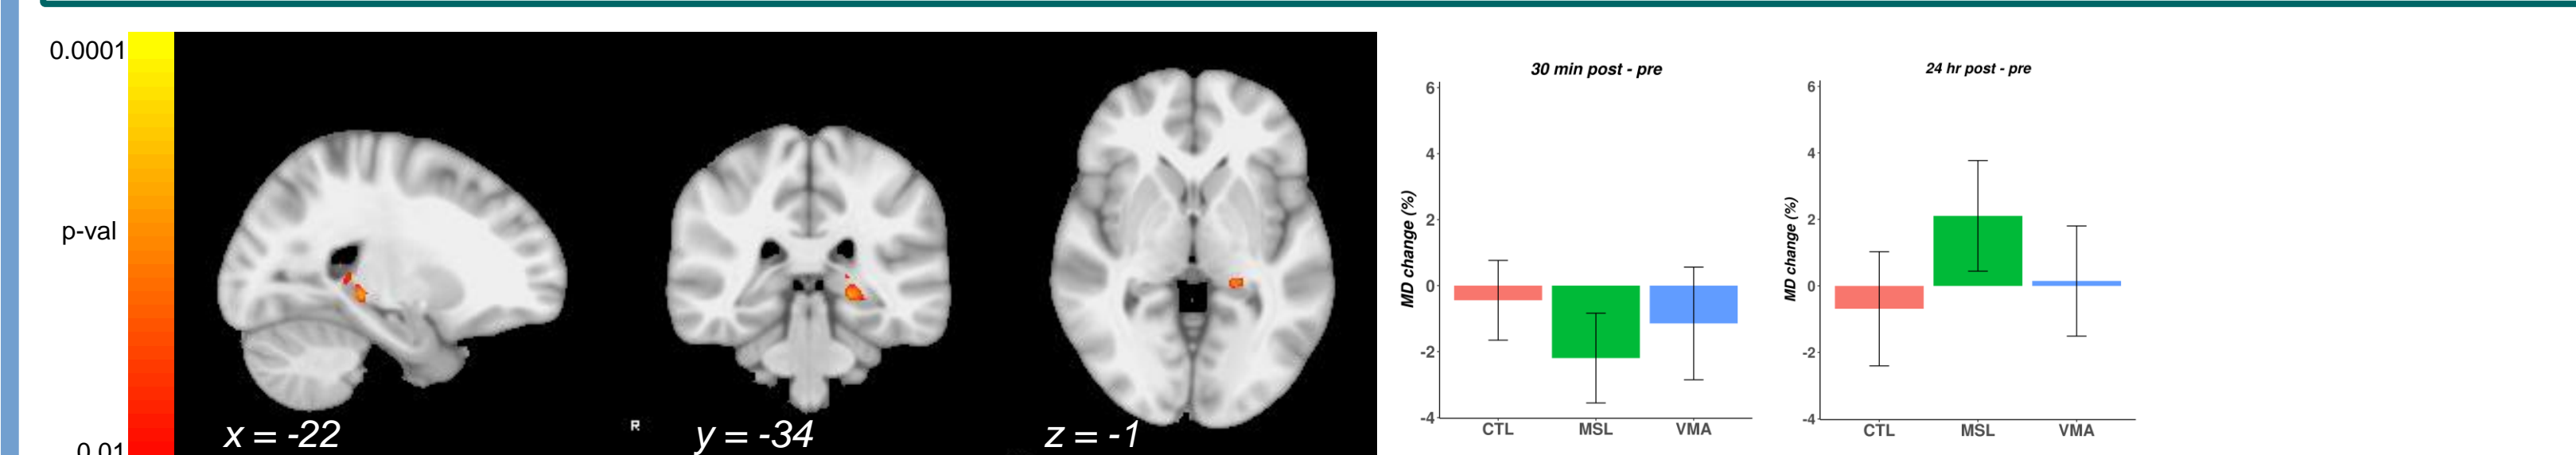 0.0001
p-val
0.01
x = -22
R
y = -34
z = -1
30 min post - pre
MD change (%)
6
4
2
0
-2
-4
CTL MSL VMA
24 hr post - pre
MD change (%)
6
4
2
0
-2
-4
CTL MSL VMA